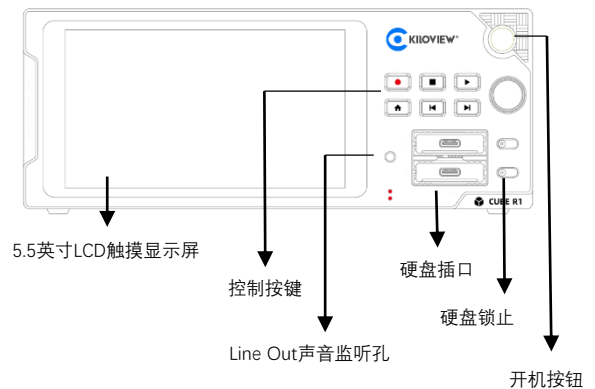 KILOVIEW®
CUBE R1
5.5英寸LCD触摸显示屏
控制按键
硬盘插口
硬盘锁止
Line Out声音监听孔
开机按钮